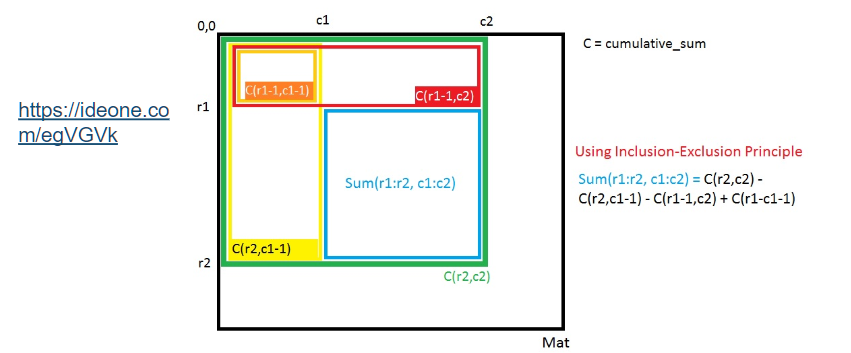 0,0
c1
c2
C = cumulative_sum
C(r1-1,c1-1)
C(r1-1,c2)
r1
https://ideone.co
m/egVGVk
Using Inclusion-Exclusion Principle
Sum(r1:r2, c1:c2)
Sum(r1:r2, c1:c2) = C(r2,c2) -
C(r2,c1-1) - C(r1-1,c2) + C(r1-c1-1)
C(r2,c1-1)
r2
C(r2,c2)
Mat